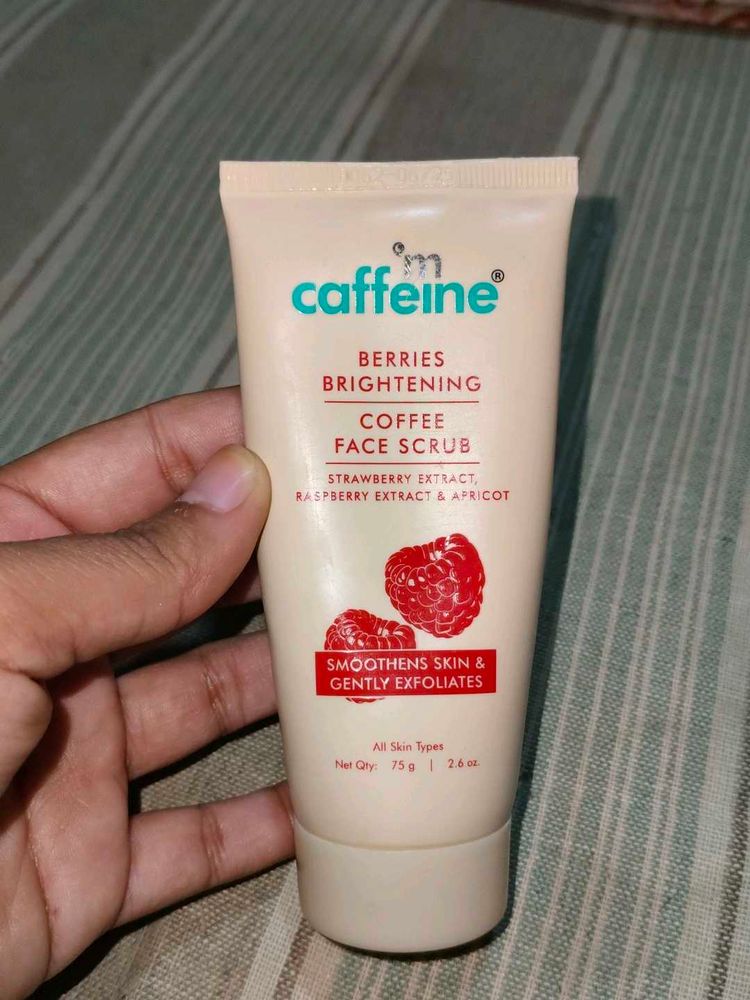 'm
caffeine®
BERRIES
BRIGHTENING
COFFEE
FACE SCRUB
STRAWBERRY EXTRACT,
RASPBERRY EXTRACT & APRICOT
SMOOTHENS SKIN &
GENTLY EXFOLIATES
All Skin Types
Net Qty: 75 g | 2.6 oz.